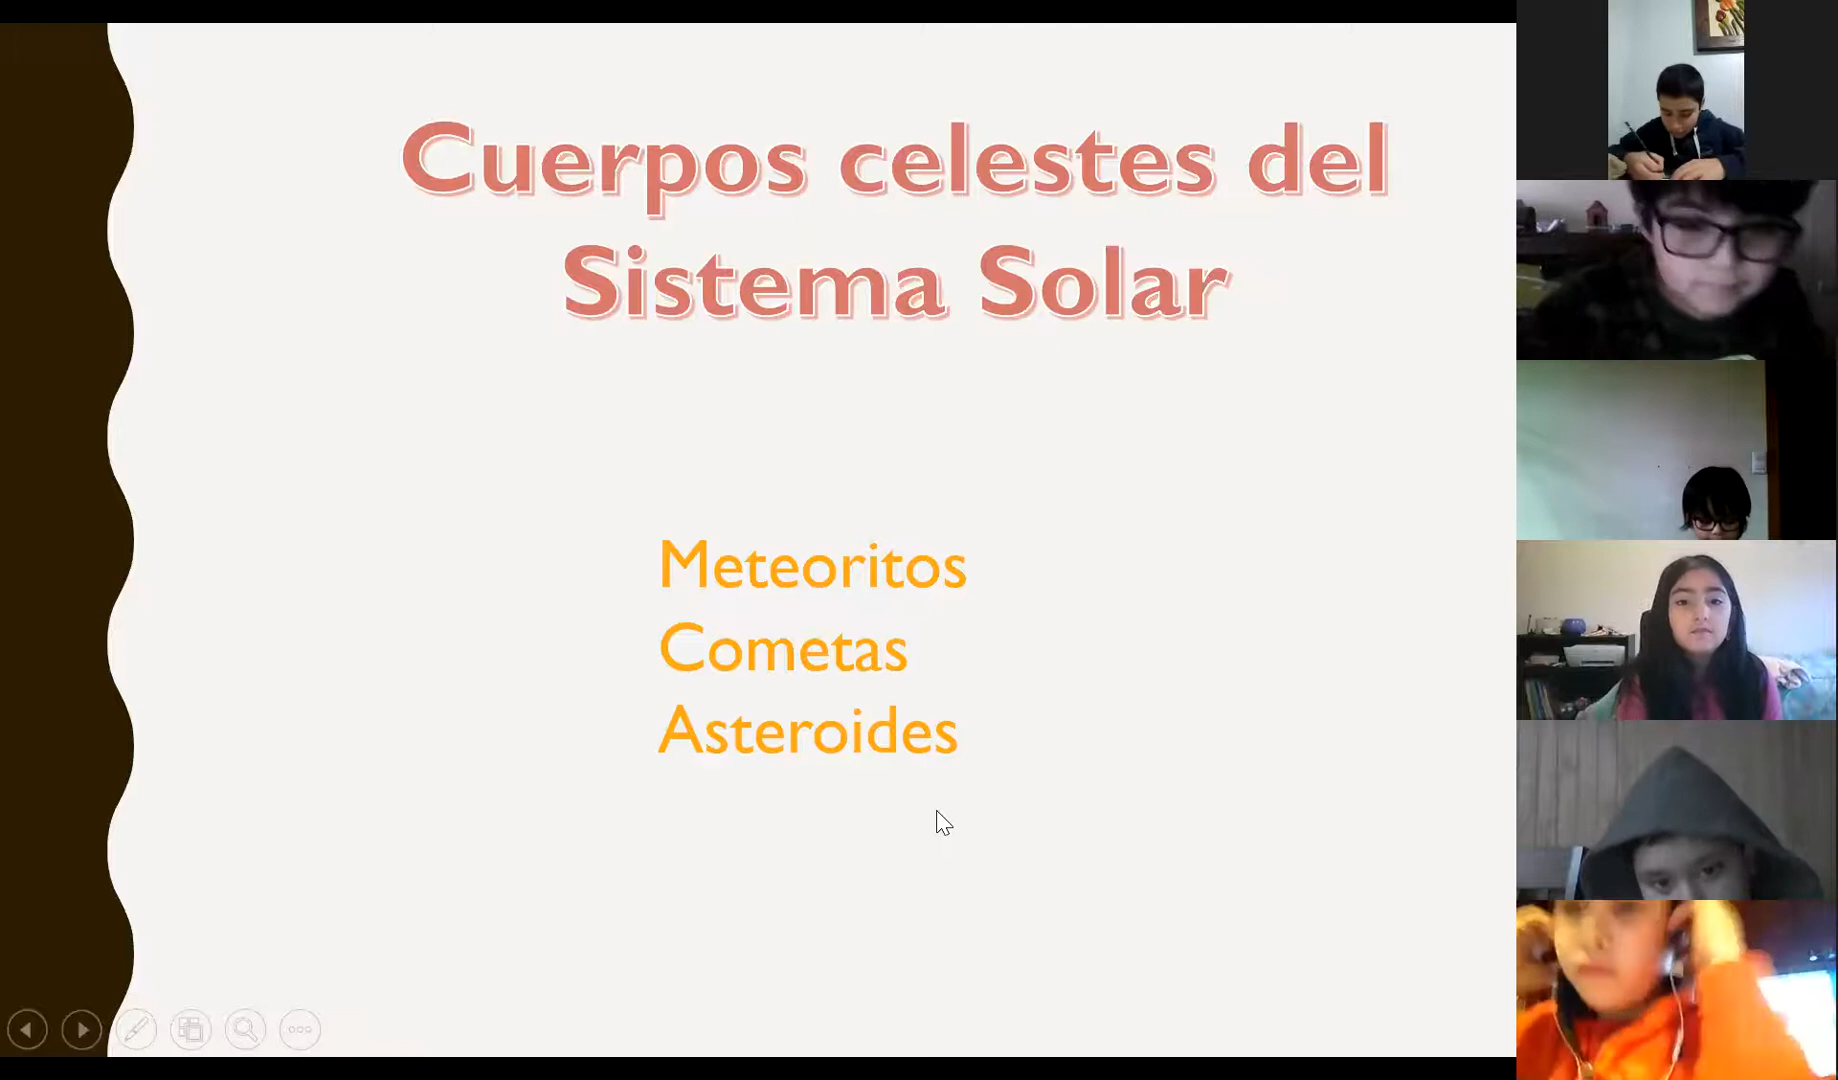 Cuerpos celestes del
Sistema Solar
Meteoritos
Cometas
Asteroides